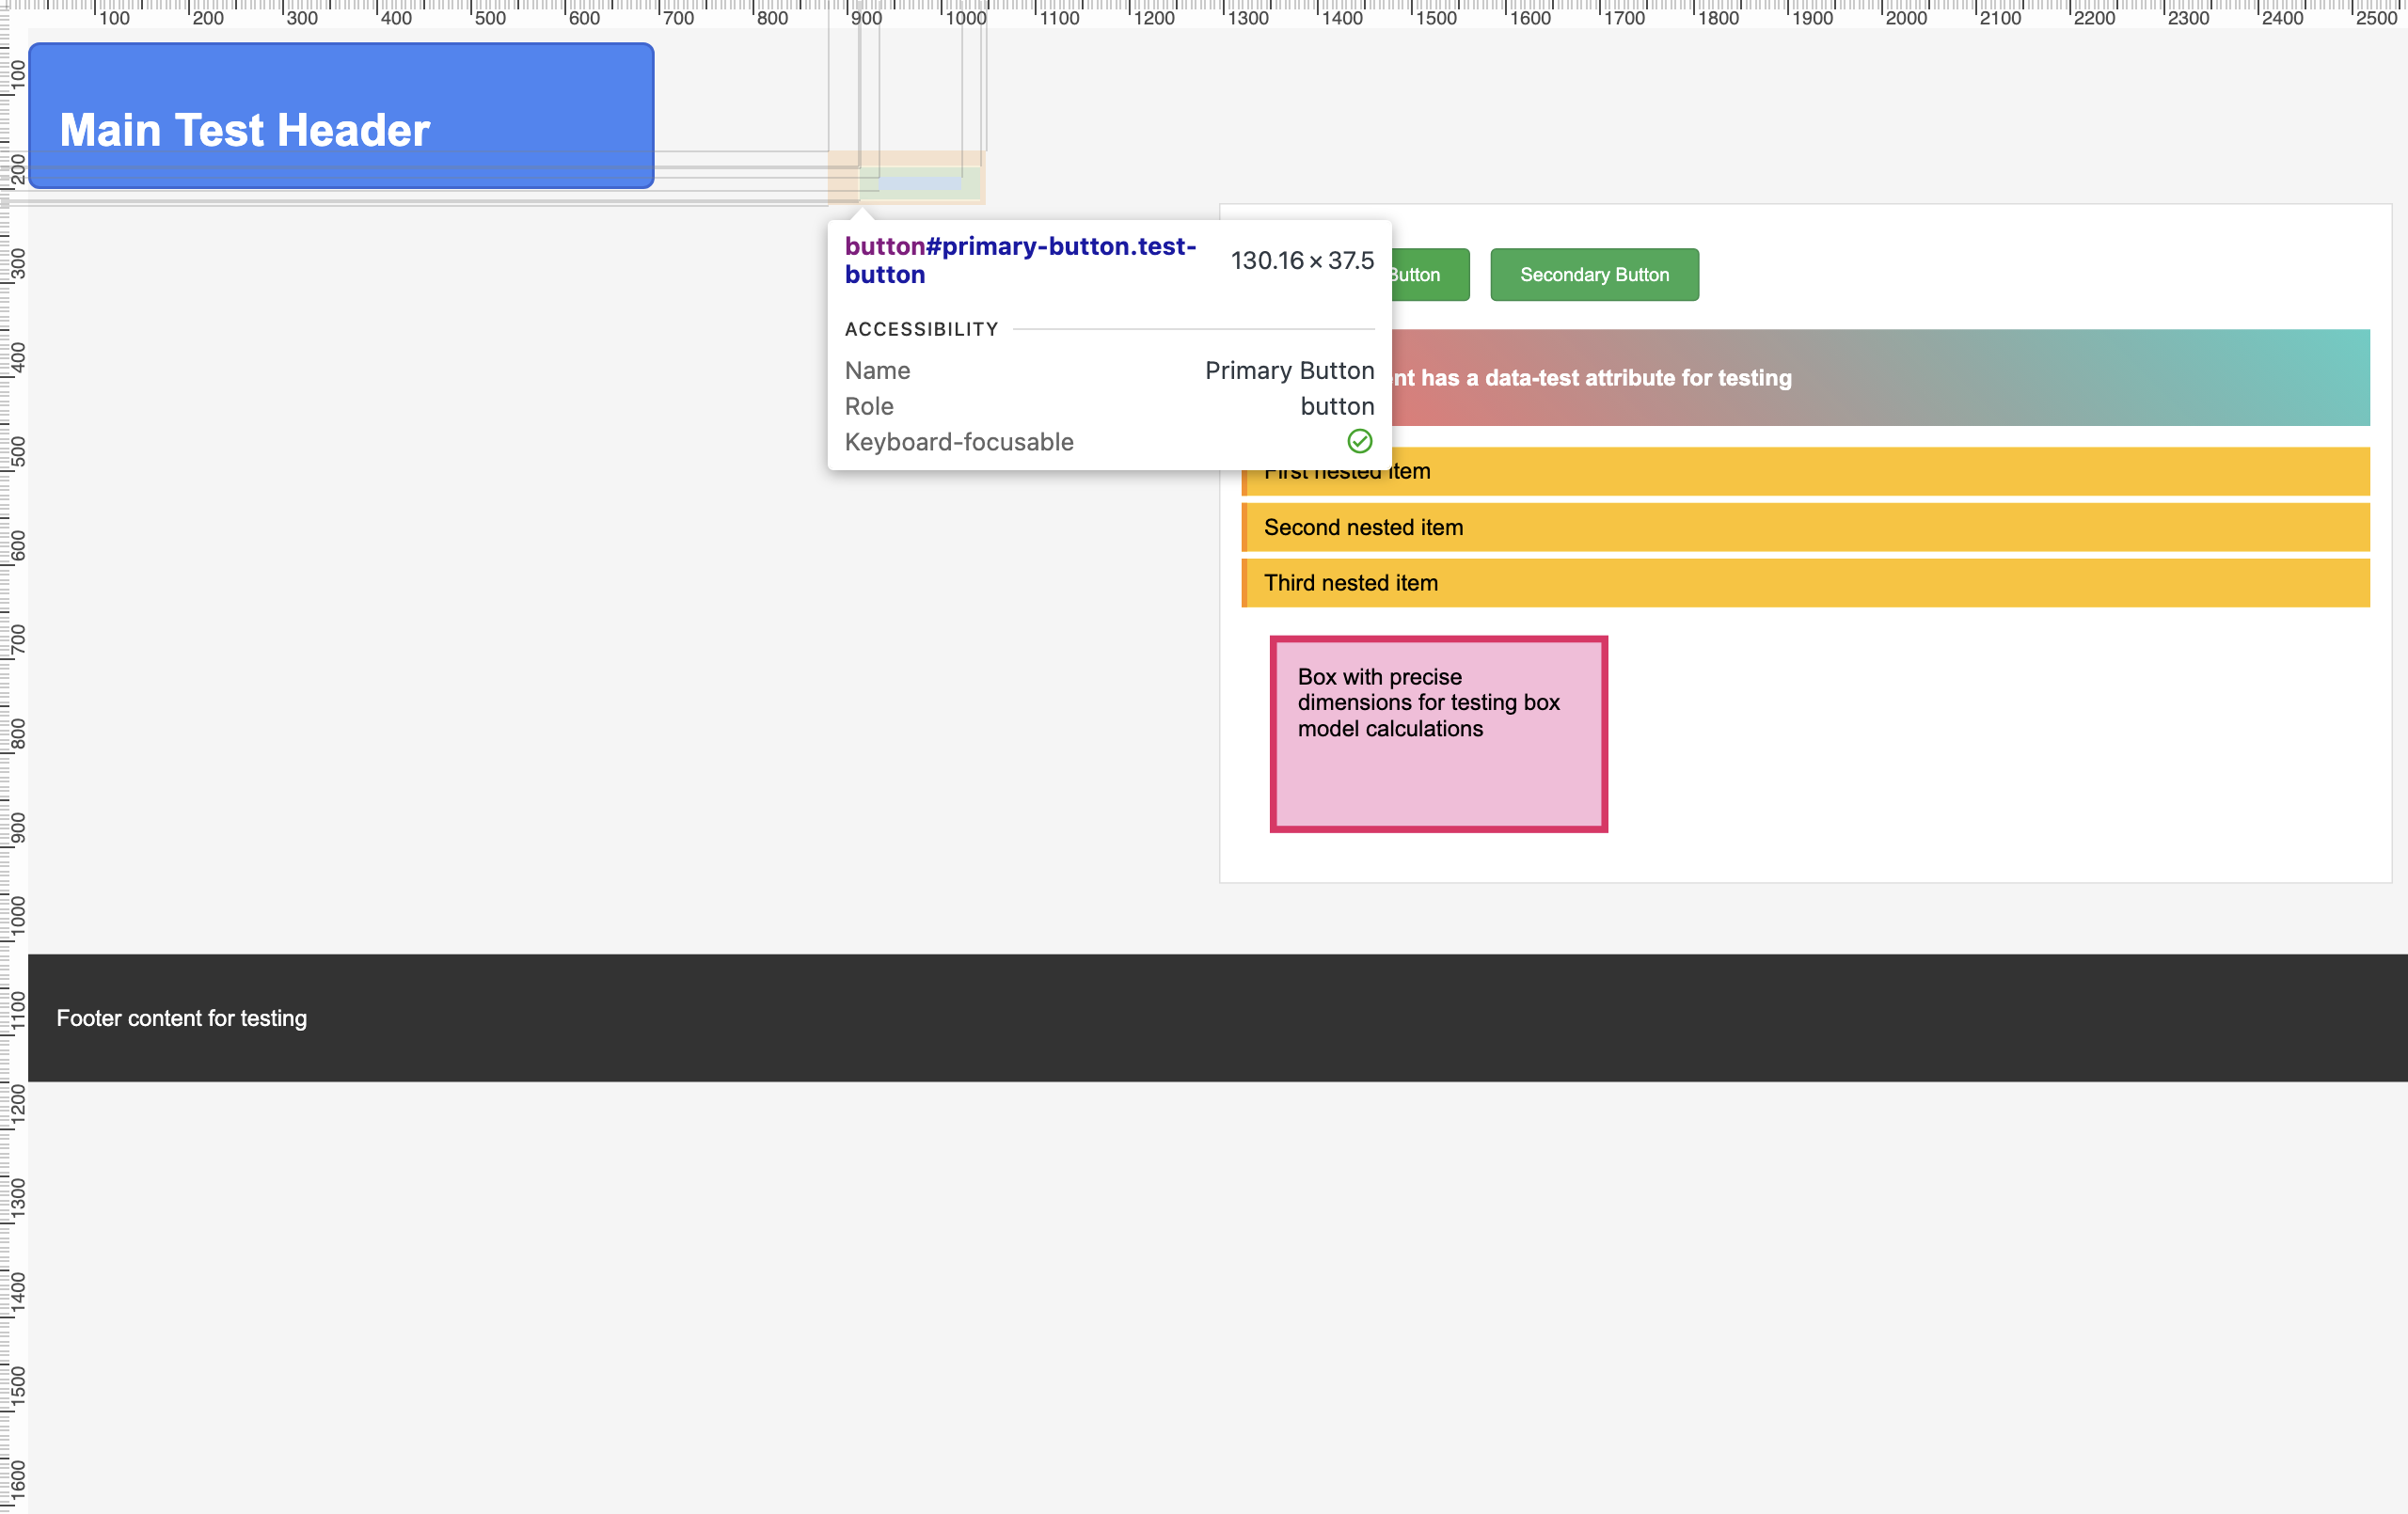 100 200 300 400 500 600 700 800 900 1000 1100 1200 1300 1400 1500 1600 1700 1800 1900 2000 2100 2200 2300 2400 2500
100
200
300
400
500
600
700
800
900
1000
1100
1200
1300
1400
1500
1600
Main Test Header
button#primary-button.test-
button
130.16 × 37.5
ACCESSIBILITY
Name Primary Button
Role button
Keyboard-focusable
Button
Secondary Button
nt has a data-test attribute for testing
First nested item
Second nested item
Third nested item
Box with precise
dimensions for testing box
model calculations
Footer content for testing